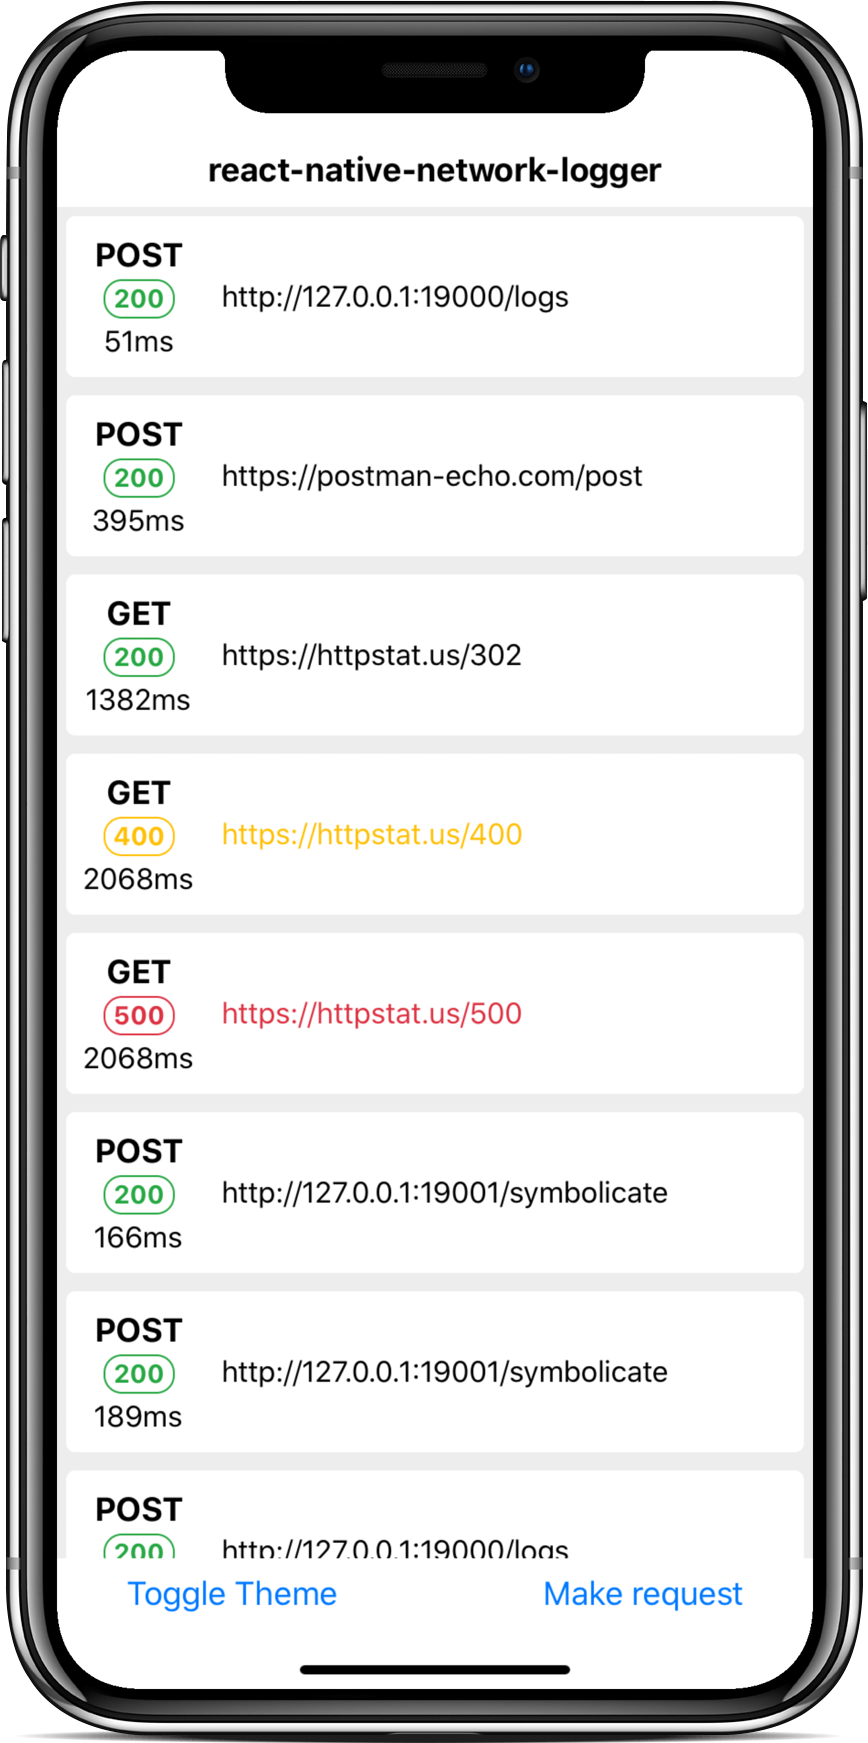 react-native-network-logger
POST
200
51ms
http://127.0.0.1:19000/logs
POST
200
395ms
https://postman-echo.com/post
GET
200
1382ms
https://httpstat.us/302
GET
400
2068ms
https://httpstat.us/400
GET
500
2068ms
https://httpstat.us/500
POST
200
166ms
http://127.0.0.1:19001/symbolicate
POST
200
189ms
http://127.0.0.1:19001/symbolicate
POST
200
http://127.0.0.1:19000/logs
Toggle Theme
Make request